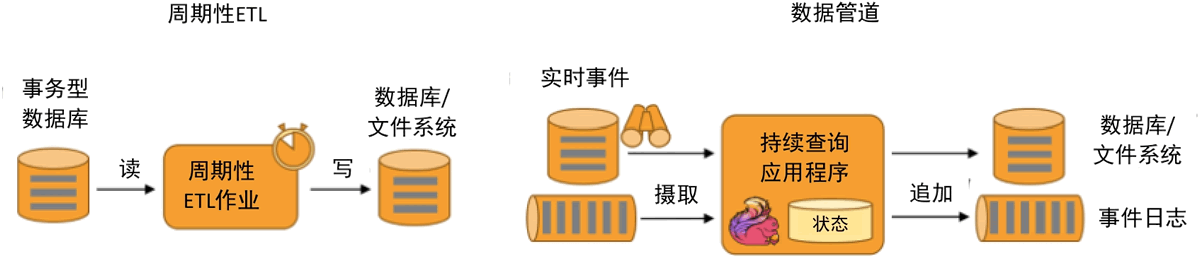 周期性ETL
事务型
数据库
读
周期性
ETL作业
写
数据库/
文件系统
数据管道
实时事件
摄取
持续查询
应用程序
状态
追加
数据库/
文件系统
事件日志